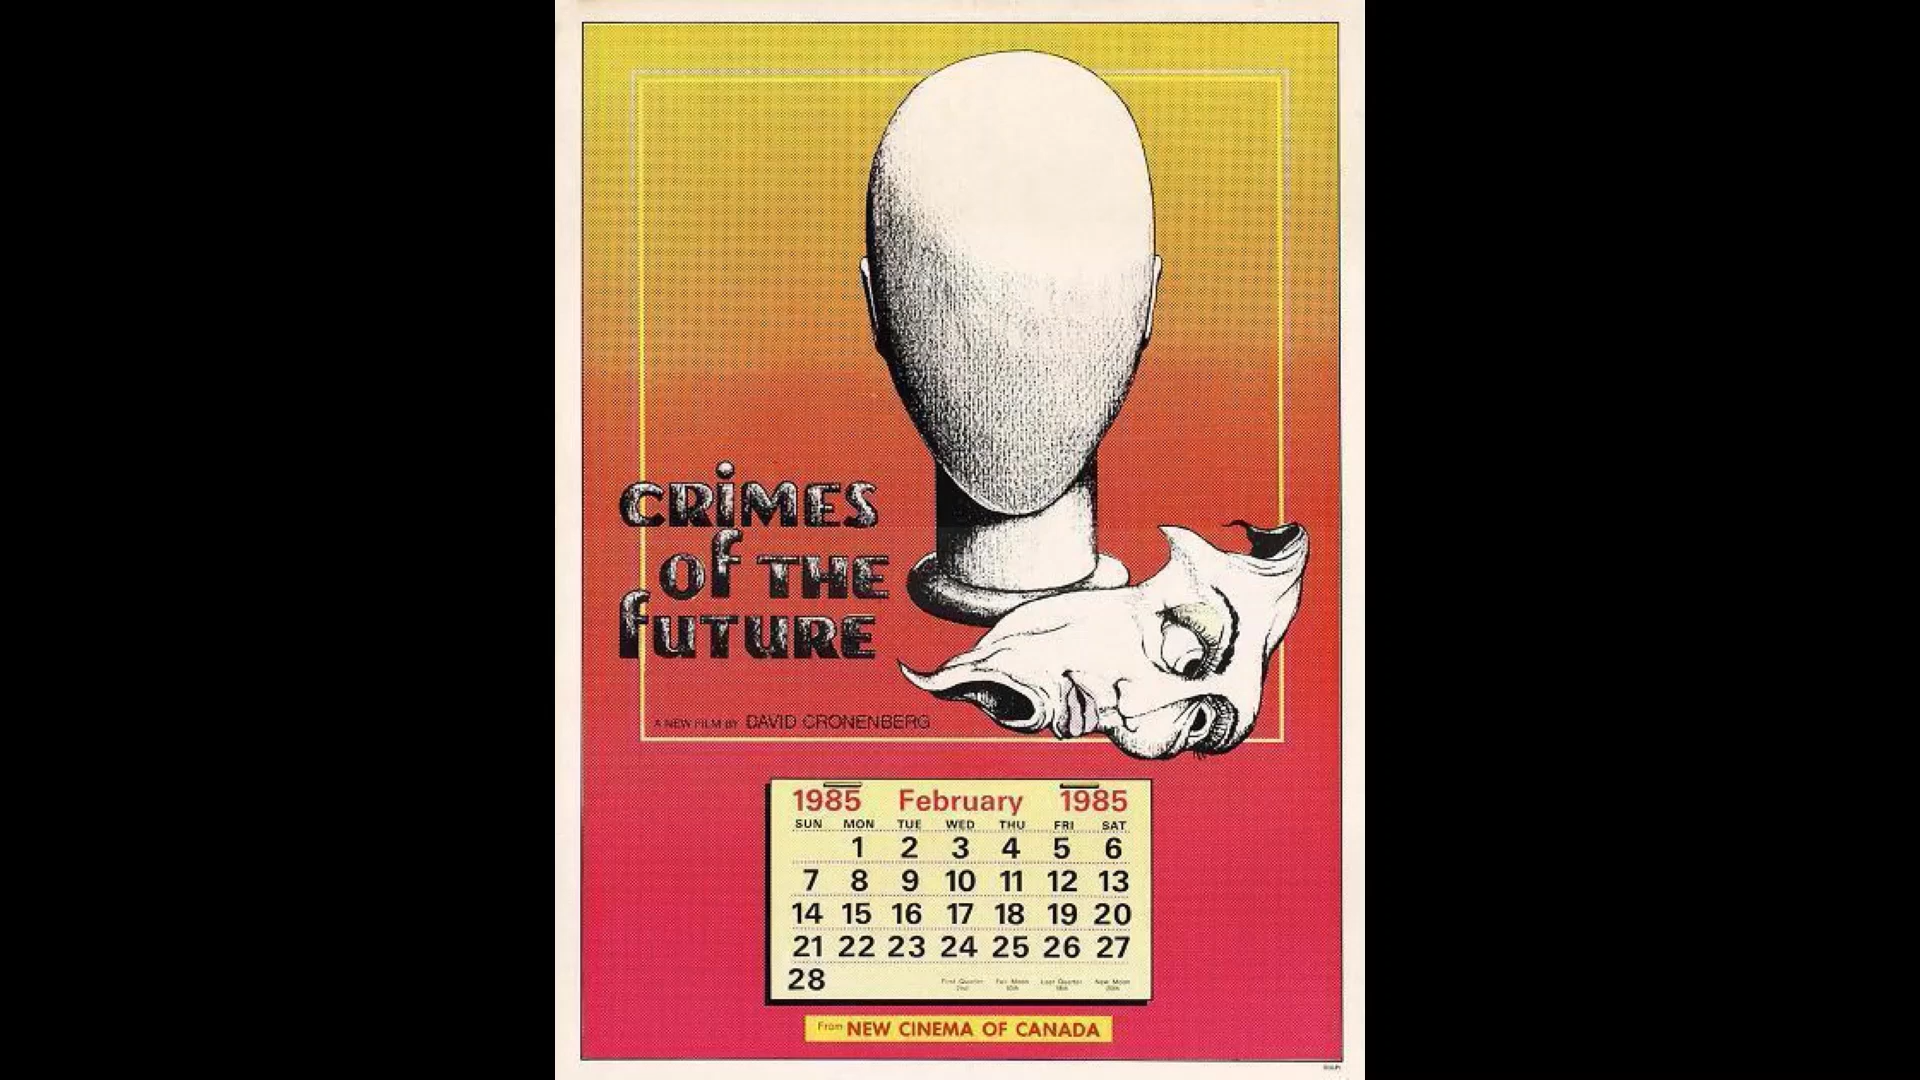 CRIMES
Of THE
fUTURE
A NEW FILM BY DAVID CRONENBERG
1985 February 1985
SUN MON TUE WED THU FRI SAT
1 2 3 4 5 6
7 8 9 10 11 12 13
14 15 16 17 18 19 20
21 22 23 24 25 26 27
28
First Quarter Full Moon Last Quarter New Moon
From NEW CINEMA OF CANADA